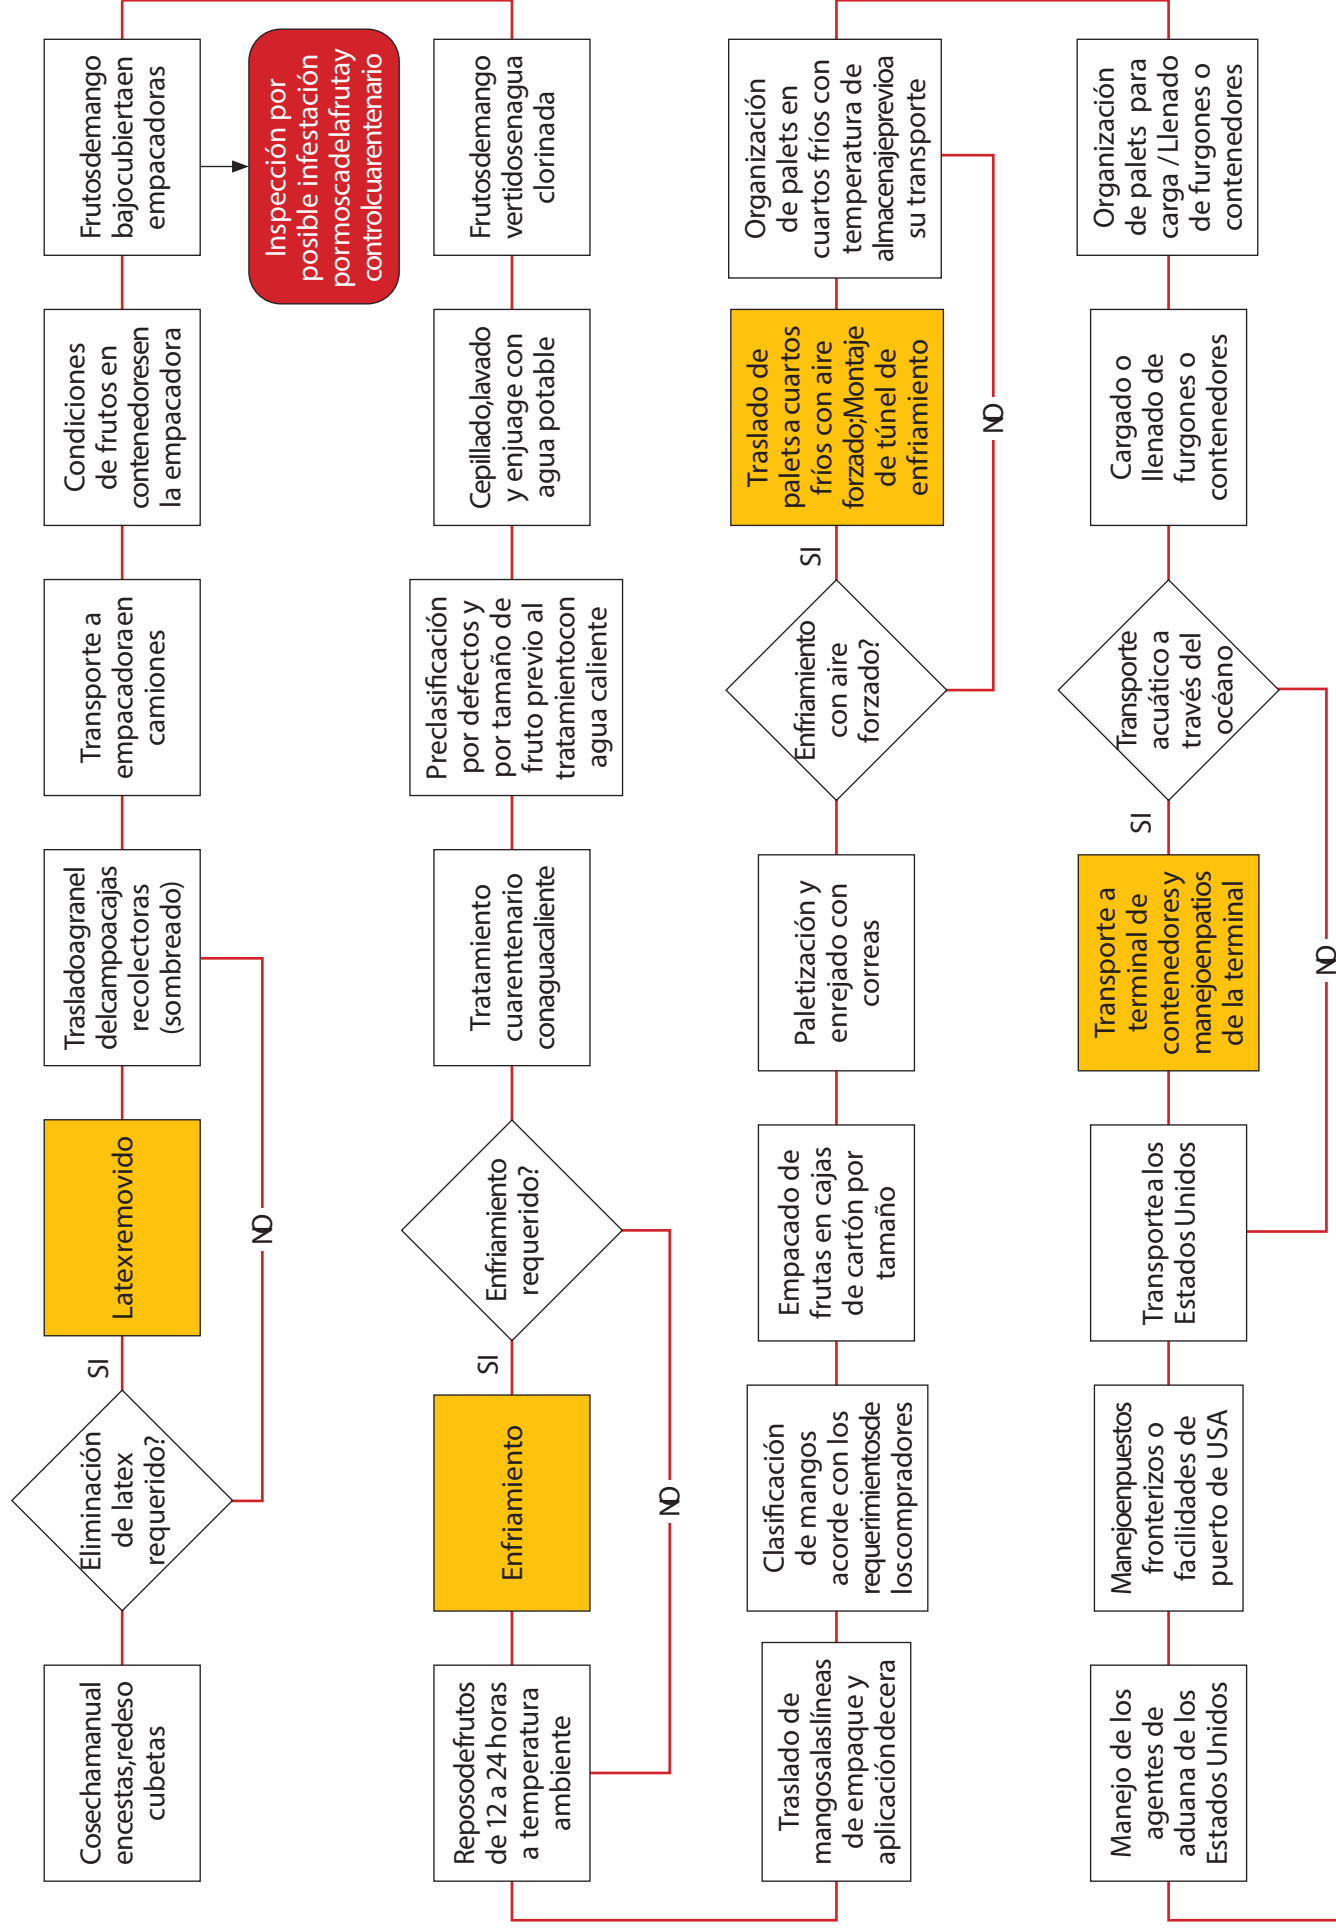 Cosechamanual
encestas,redeso
cubetas
Eliminación
de latex
requerido?
SI
NO
Latexremovido
Trasladoagranel
delcampoacajas
recolectoras
(sombreado)
Transporte a
empacadoraen
camiones
Condiciones
de frutos en
contenedoresen
la empacadora
Frutosdemango
bajocubiertaen
empacadoras
Inspección por
posible infestación
pormoscadelafrutay
controlcuarentenario
Frutosdemango
vertidosenagua
clorinada
Cepillado,lavado
y enjuage con
agua potable
Preclasificación
por defectos y
por tamaño de
fruto previo al
tratamientocon
agua caliente
Tratamiento
cuarentenario
conaguacaliente
Enfriamiento
requerido?
SI
NO
Enfriamiento
Reposodefrutos
de 12 a 24 horas
a temperatura
ambiente
Traslado de
mangosalaslíneas
de empaque y
aplicacióndecera
Clasificación
de mangos
acorde con los
requerimientosde
loscompradores
Empacado de
frutas en cajas
de cartón por
tamaño
Paletización y
enrejado con
correas
Enfriamiento
con aire
forzado?
SI
NO
Traslado de
paletsa cuartos
fríos con aire
forzado;Montaje
de túnel de
enfriamiento
Organización
de palets en
cuartos fríos con
temperatura de
almacenajeprevioa
su transporte
Organización
de palets para
carga / Llenado
de furgones o
contenedores
Cargado o
llenado de
furgones o
contenedores
Transporte
acuático a
través del
océano
SI
NO
Transporte a
terminal de
contenedoresy
manejoenpatios
de la terminal
Transportealos
Estados Unidos
Manejoenpuestos
fronterizos o
facilidades de
puerto de USA
Manejo de los
agentes de
aduana de los
Estados Unidos